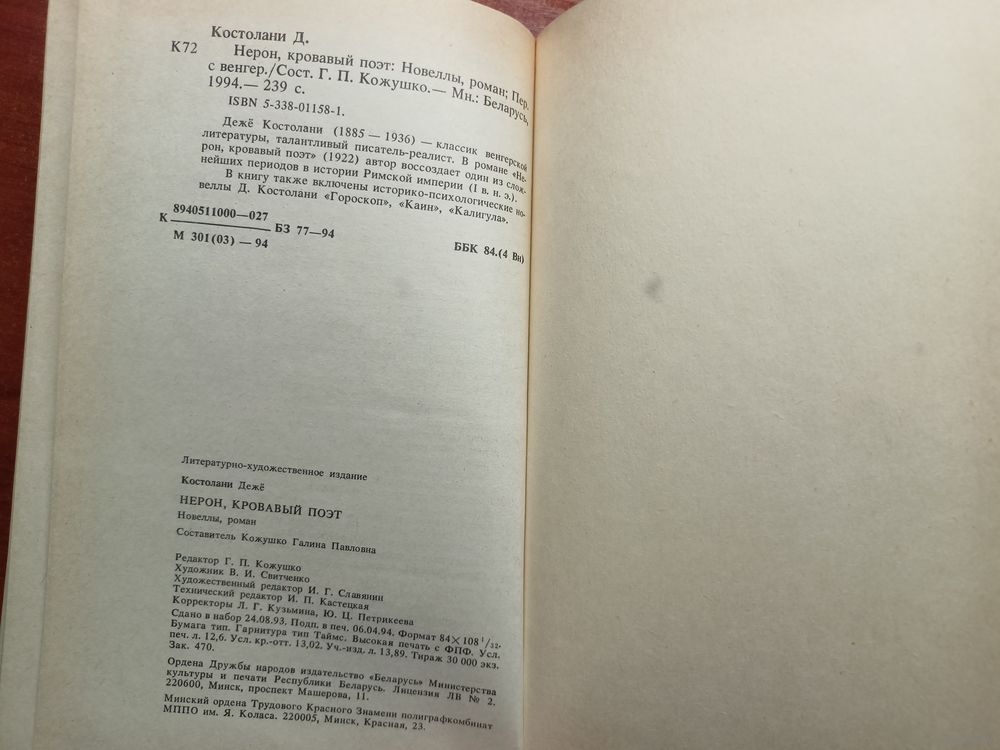 Костолани Д.
К72 Нерон, кровавый поэт: Новеллы, роман; Пер.
с венгер./Сост. Г. П. Кожушко.— Мн.: Беларусь,
1994.— 239 с.
ISBN 5-338-01158-1.
Дежё Костолани (1885 — 1936) — классик венгерской
литературы, талантливый писатель-реалист. В романе «Не-
рон, кровавый поэт» (1922) автор воссоздает один из слож-
нейших периодов в истории Римской империи (I в. н. э.).
В книгу также включены историко-психологические но-
веллы Д. Костолани «Гороскоп», «Каин», «Калигула».
8940511000—027
К БЗ 77—94
М 301(03) — 94
ББК 84.(4 Вн)
Литературно-художественное издание
Костолани Дежё
НЕРОН, КРОВАВЫЙ ПОЭТ
Новеллы, роман
Составитель Кожушко Галина Павловна
Редактор Г. П. Кожушко
Художник В. И. Свитченко
Художественный редактор И. Г. Славянин
Технический редактор И. П. Кастецкая
Корректоры Л. Г. Кузьмина, Ю. Ц. Петрикеева
Сдано в набор 24.08.93. Подп. в печ. 06.04.94. Формат 84×108 1/32.
Бумага тип. Гарнитура тип Таймс. Высокая печать с ФПФ. Усл.
печ. л. 12,6. Усл. кр.-отт. 13,02. Уч.-изд. л. 13,89. Тираж 30 000 экз.
Зак. 470.
Ордена Дружбы народов издательство «Беларусь» Министерства
культуры и печати Республики Беларусь. Лицензия ЛВ № 2.
220600, Минск, проспект Машерова, 11.
Минский ордена Трудового Красного Знамени полиграфкомбинат
МППО им. Я. Коласа. 220005, Минск, Красная, 23.